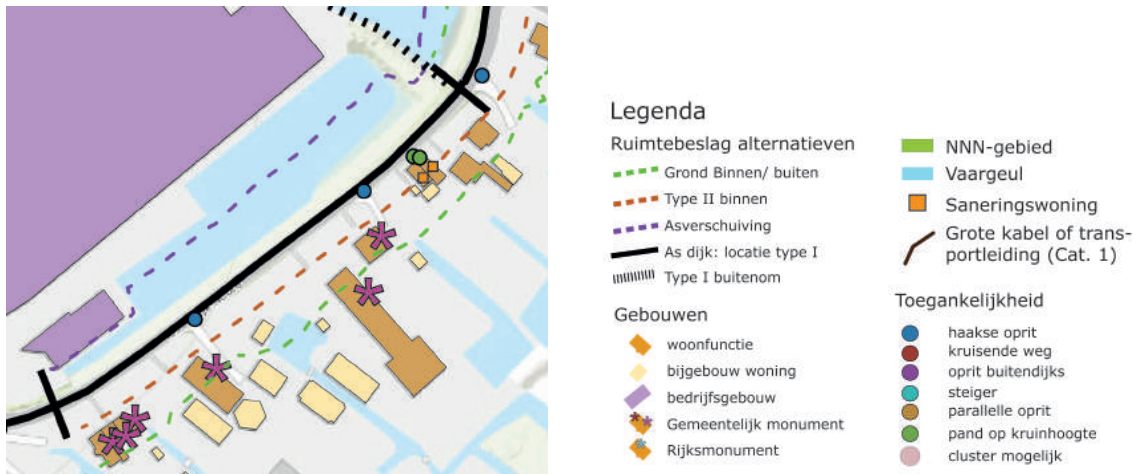 Legenda
Ruimtebeslag alternatieven
Grond Binnen/ buiten
Type II binnen
Asverschuiving
As dijk: locatie type I
Type I buitenom
Gebouwen
woonfunctie
bijgebouw woning
bedrijfsgebouw
Gemeentelijk monument
Rijksmonument
NNN-gebied
Vaargeul
Saneringswoning
Grote kabel of trans-
portleiding (Cat. 1)
Toegankelijkheid
haakse oprit
kruisende weg
oprit buitendijks
steiger
parallelle oprit
pand op kruinhoogte
cluster mogelijk